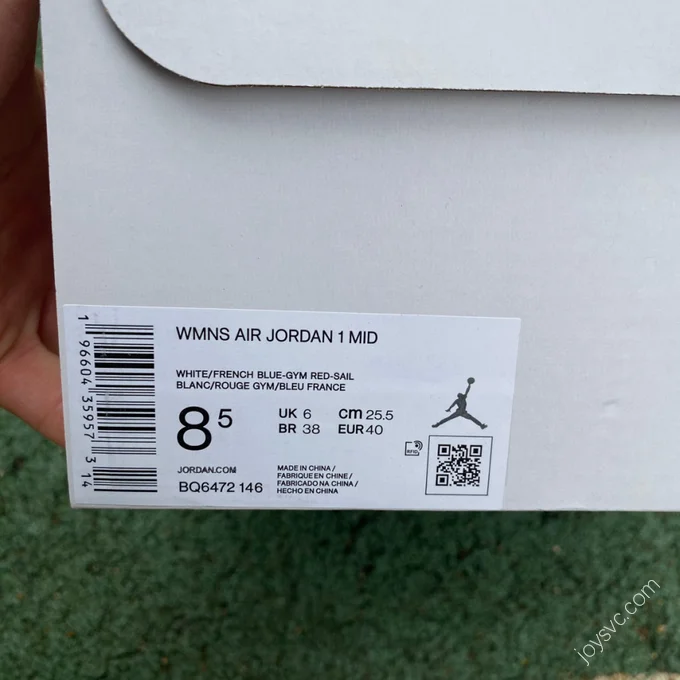 WMNS AIR JORDAN 1 MID
WHITE/FRENCH BLUE-GYM RED-SAIL
BLANC/ROUGE GYM/BLEU FRANCE
8 5
UK 6 cm 25.5
BR 38 EUR 40
JORDAN.COM
BQ6472 146
MADE IN CHINA /
FABRIQUE EN CHINE /
FABRICADO NA CHINA /
HECHO EN CHINA
RFID
1 96604 35957 3 14
joysvc.com